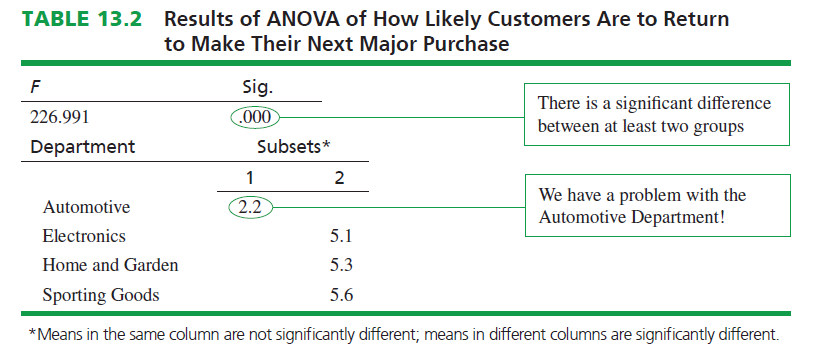 TABLE 13.2 Results of ANOVA of How Likely Customers Are to Return
to Make Their Next Major Purchase
F Sig.
226.991 .000
There is a significant difference
between at least two groups
Department Subsets*
1 2
Automotive 2.2
We have a problem with the
Automotive Department!
Electronics 5.1
Home and Garden 5.3
Sporting Goods 5.6
*Means in the same column are not significantly different; means in different columns are significantly different.